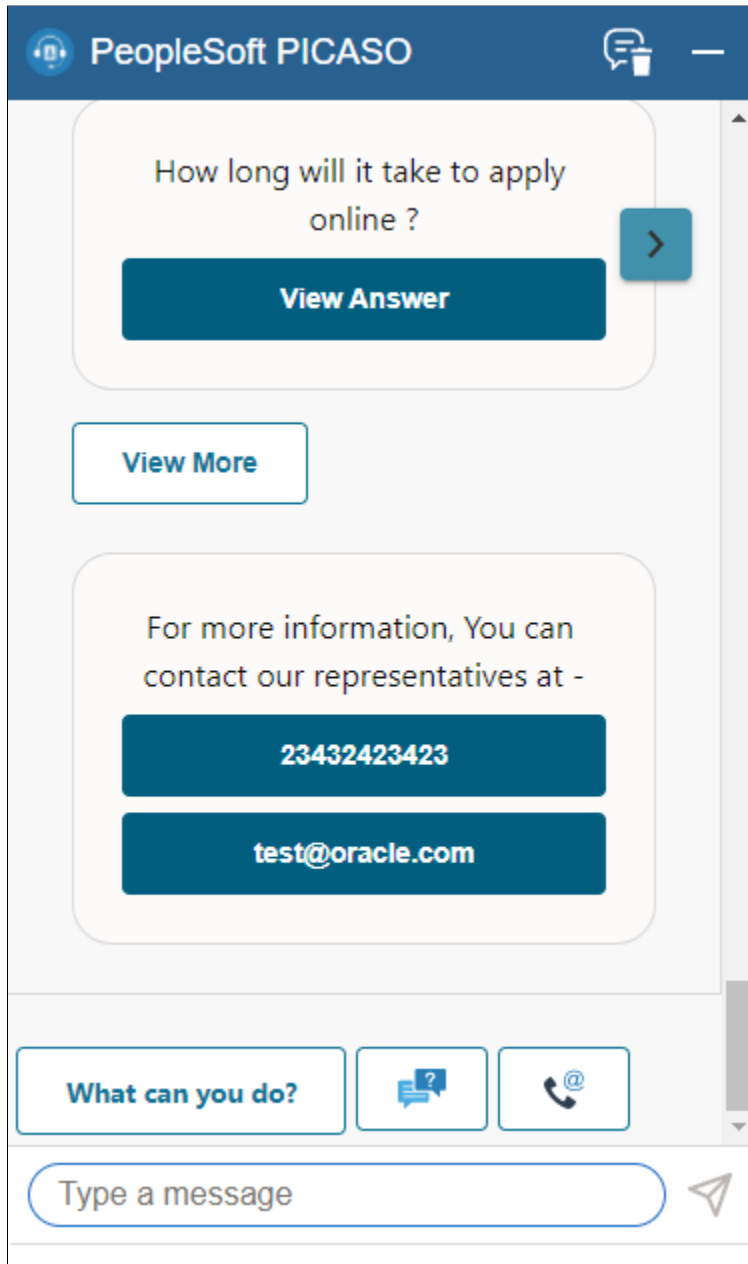 PeopleSoft PICASO
How long will it take to apply
online ?
View Answer
View More
For more information, You can
contact our representatives at -
23432423423
test@oracle.com
What can you do?
?
@
Type a message